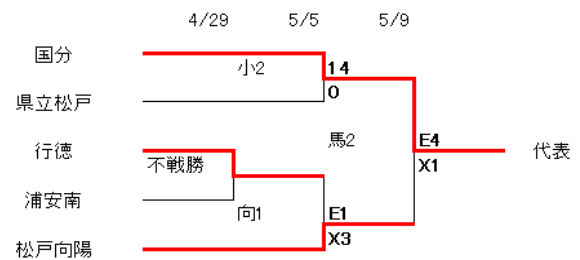 4/29 5/5 5/9
国分
小2
14
県立松戸
0
馬2
行徳
E4
代表
不戦勝
X1
浦安南
向1
E1
松戸向陽
X3